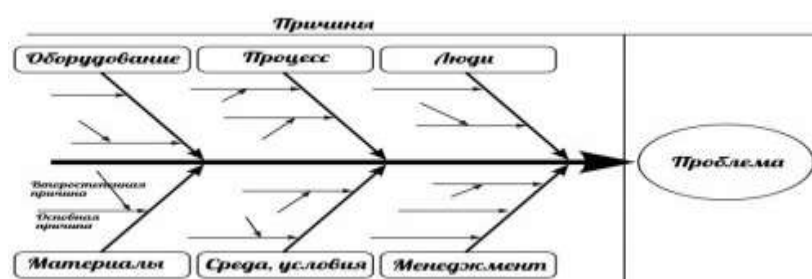 Причины
Оборудование
Процесс
Люди
Проблема
Второстепенная
причина
Основная
причина
Материалы
Среда, условия
Менеджмент